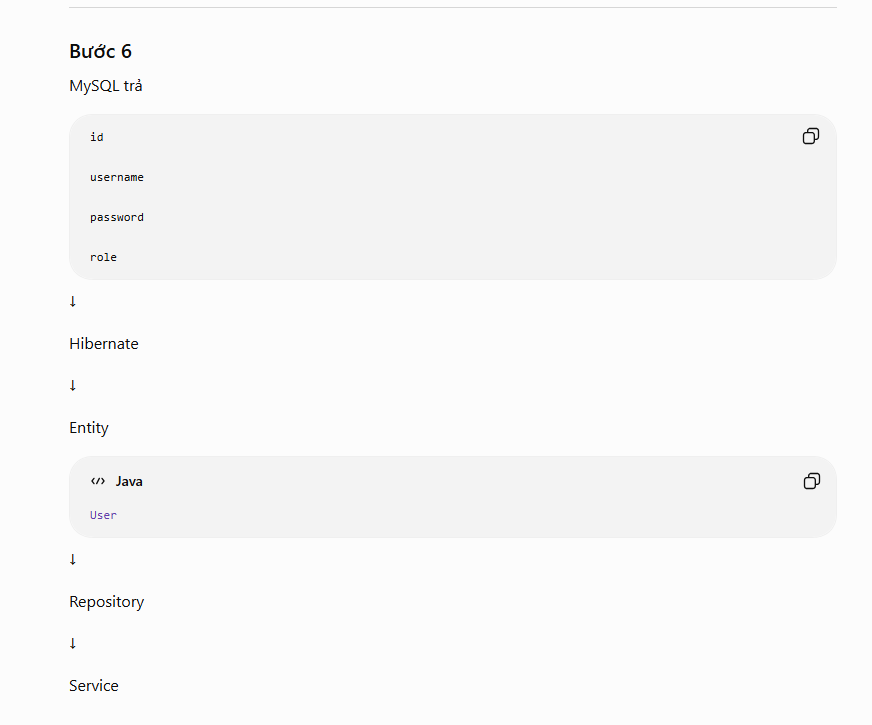 Bước 6
MySQL trả
id
username
password
role
↓
Hibernate
↓
Entity
Java
User
↓
Repository
↓
Service